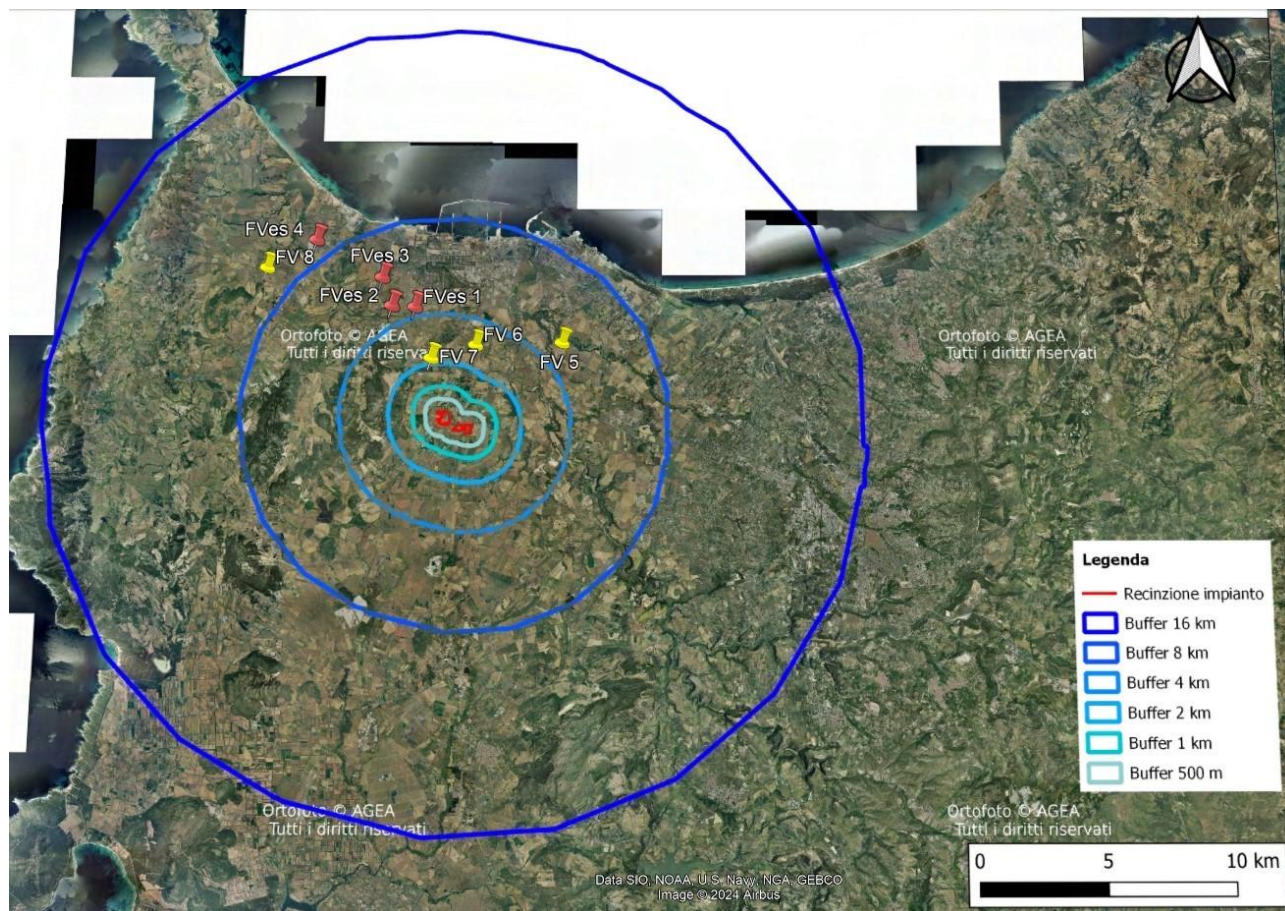 FVes 4
FV 8
FVes 3
FVes 2
FVes 1
Ortofoto © AGEA
Tutti i diritti riservati
FV 6
FV 5
FV 7
Ortofoto © AGEA
Tutti i diritti riservati
Legenda
Recinzione impianto
Buffer 16 km
Buffer 8 km
Buffer 4 km
Buffer 2 km
Buffer 1 km
Buffer 500 m
Ortofoto © AGEA
Tutti i diritti riservati
Ortofoto © AGEA
Tutti i diritti riservati
Data SIO, NOAA, U.S. Navy, NGA, GEBCO
Image © 2024 Airbus
0 5 10 km